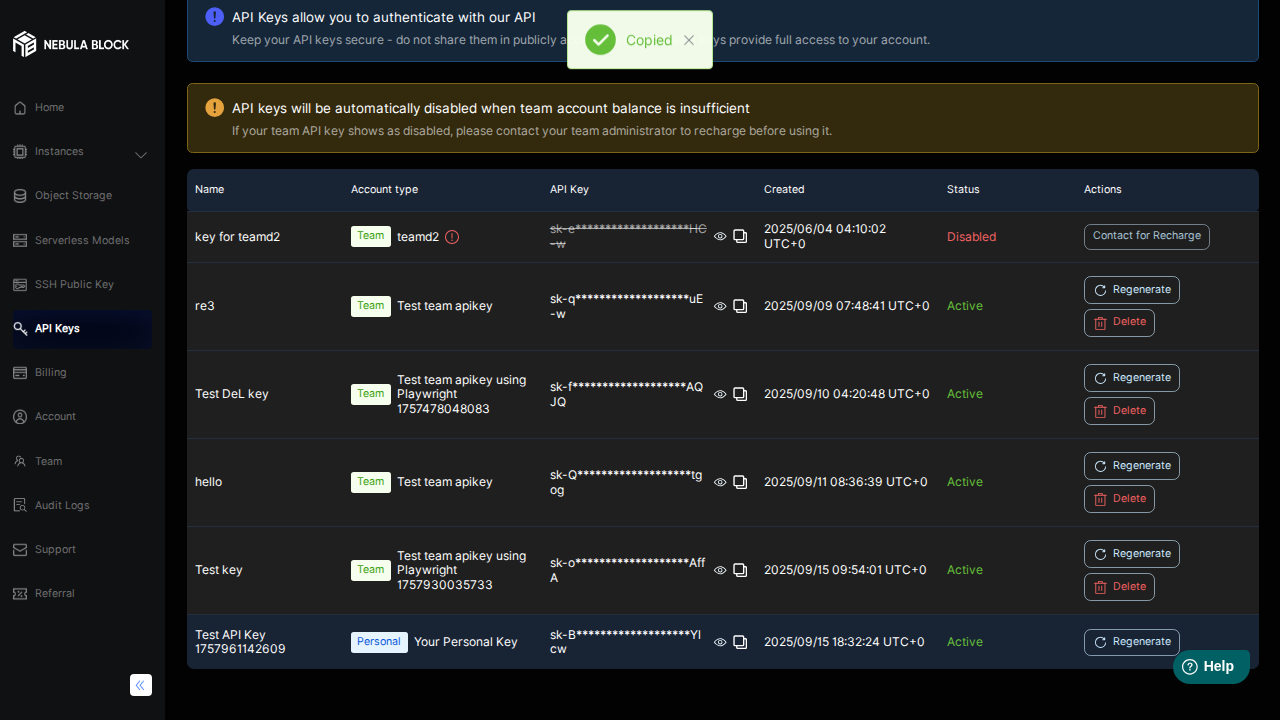 API Keys allow you to authenticate with our API
Keep your API keys secure - do not share them in publicly a
ys provide full access to your account.
Copied
NEBULA BLOCK
Home
Instances
Object Storage
Serverless Models
SSH Public Key
API Keys
Billing
Account
Team
Audit Logs
Support
Referral
API keys will be automatically disabled when team account balance is insufficient
If your team API key shows as disabled, please contact your team administrator to recharge before using it.
Name Account type API Key Created Status Actions
key for teamd2 Team teamd2 sk-e********************HC
-w
2025/06/04 04:10:02
UTC+0
Disabled Contact for Recharge
re3 Team Test team apikey sk-q********************uE
-w
2025/09/09 07:48:41 UTC+0 Active Regenerate
Delete
Test DeL key Team Test team apikey using
Playwright
1757478048083
sk-f********************AQ
JQ
2025/09/10 04:20:48 UTC+0 Active Regenerate
Delete
hello Team Test team apikey sk-Q********************tg
og
2025/09/11 08:36:39 UTC+0 Active Regenerate
Delete
Test key Team Test team apikey using
Playwright
1757930035733
sk-o********************Aff
A
2025/09/15 09:54:01 UTC+0 Active Regenerate
Delete
Test API Key
1757961142609
Personal Your Personal Key sk-B********************YI
cw
2025/09/15 18:32:24 UTC+0 Active Regenerate
Help